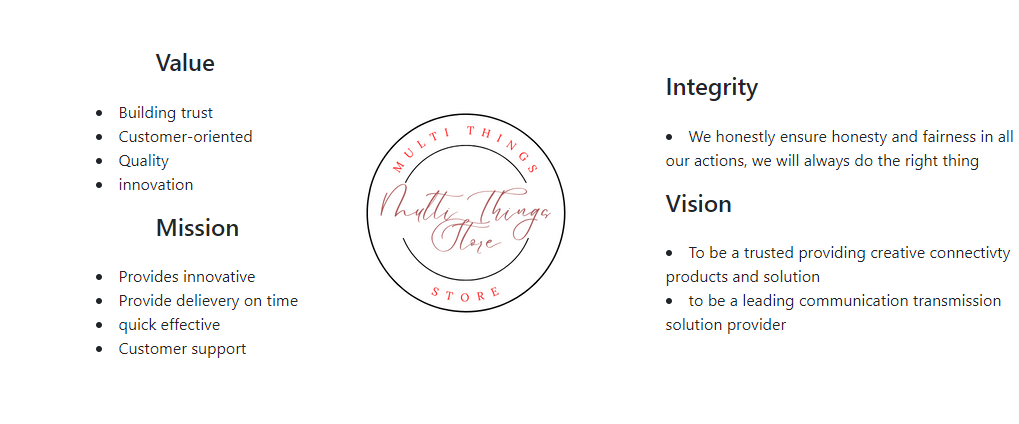 Value
Building trust
Customer-oriented
Quality
innovation
Mission
Provides innovative
Provide delievery on time
quick effective
Customer support
MULTI THINGS
Multi Things
Store
STORE
Integrity
We honestly ensure honesty and fairness in all
our actions, we will always do the right thing
Vision
To be a trusted providing creative connectivty
products and solution
to be a leading communication transmission
solution provider